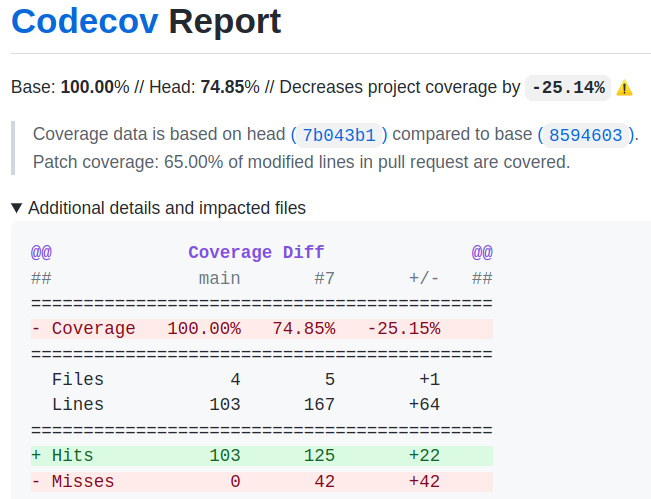 Codecov Report
Base: 100.00% // Head: 74.85% // Decreases project coverage by -25.14% ⚠️
Coverage data is based on head (7b043b1) compared to base (8594603).
Patch coverage: 65.00% of modified lines in pull request are covered.
▼ Additional details and impacted files
@@             Coverage Diff              @@
##              main       #7       +/-   ##
============================================
- Coverage   100.00%   74.85%   -25.15%
============================================
  Files            4        5        +1
  Lines          103      167       +64
============================================
+ Hits           103      125       +22
- Misses           0       42       +42